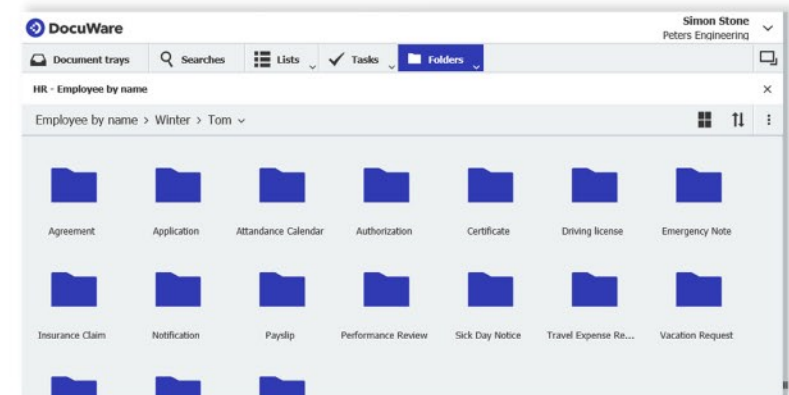 DocuWare
Simon Stone
Peters Engineering
Document trays Searches Lists Tasks Folders
HR - Employee by name
Employee by name > Winter > Tom
Agreement Application Attandance Calendar Authorization Certificate Driving license Emergency Note
Insurance Claim Notification Payslip Performance Review Sick Day Notice Travel Expense Re... Vacation Request